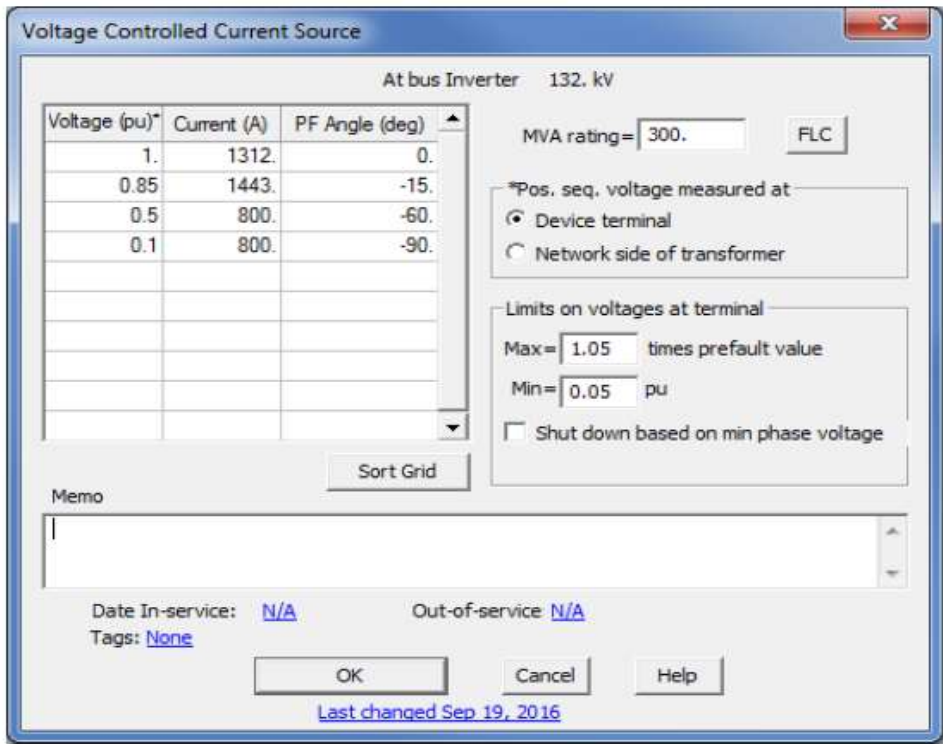 Voltage Controlled Current Source
At bus Inverter 132. kV
Voltage (pu)* Current (A) PF Angle (deg)
1. 1312. 0.
0.85 1443. -15.
0.5 800. -60.
0.1 800. -90.
MVA rating= 300. FLC
*Pos. seq. voltage measured at
Device terminal
Network side of transformer
Limits on voltages at terminal
Max= 1.05 times prefault value
Min= 0.05 pu
Shut down based on min phase voltage
Sort Grid
Memo
Date In-service: N/A Out-of-service N/A
Tags: None
OK Cancel Help
Last changed Sep 19, 2016